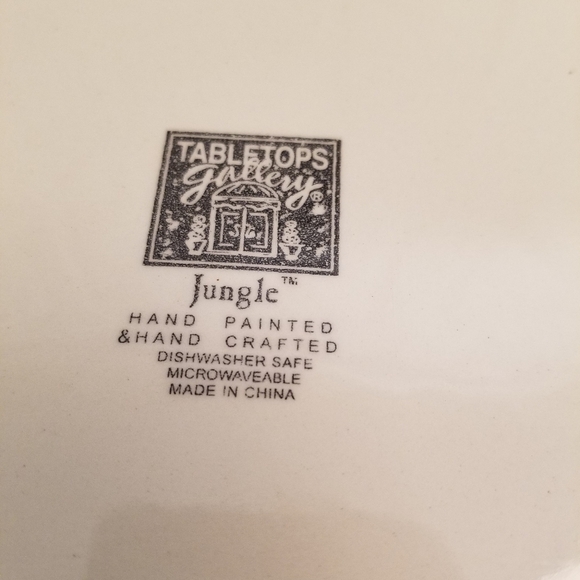 TABLETOPS
gallery®
Jungle™
HAND PAINTED
&HAND CRAFTED
DISHWASHER SAFE
MICROWAVEABLE
MADE IN CHINA